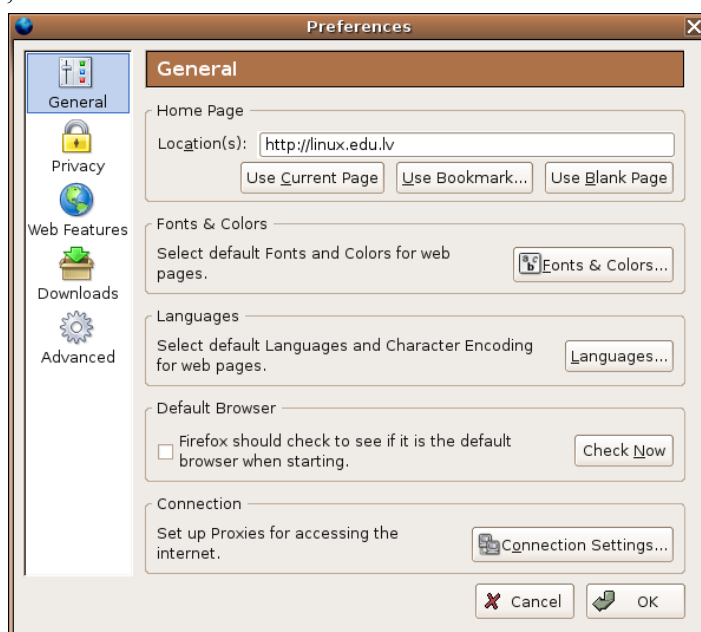 Preferences
General
Privacy
Web Features
Downloads
Advanced
General
Home Page
Location(s): http://linux.edu.lv
Use Current Page Use Bookmark... Use Blank Page
Fonts & Colors
Select default Fonts and Colors for web
pages.
Fonts & Colors...
Languages
Select default Languages and Character Encoding
for web pages.
Languages...
Default Browser
Firefox should check to see if it is the default
browser when starting.
Check Now
Connection
Set up Proxies for accessing the
internet.
Connection Settings...
Cancel OK